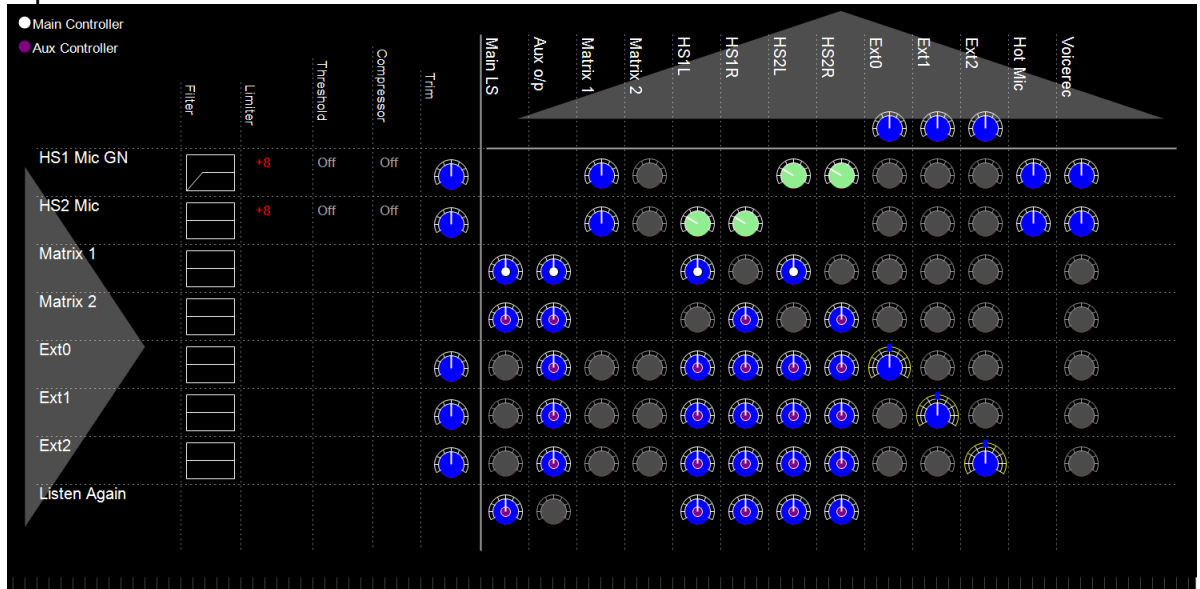 Main Controller
Aux Controller
Filter
Limiter
Threshold
Compressor
Trim
Main LS
Aux o/p
Matrix 1
Matrix 2
HS1L
HS1R
HS2L
HS2R
Ext0
Ext1
Ext2
Hot Mic
Voicerec
HS1 Mic GN +8 Off Off
HS2 Mic +8 Off Off
Matrix 1
Matrix 2
Ext0
Ext1
Ext2
Listen Again